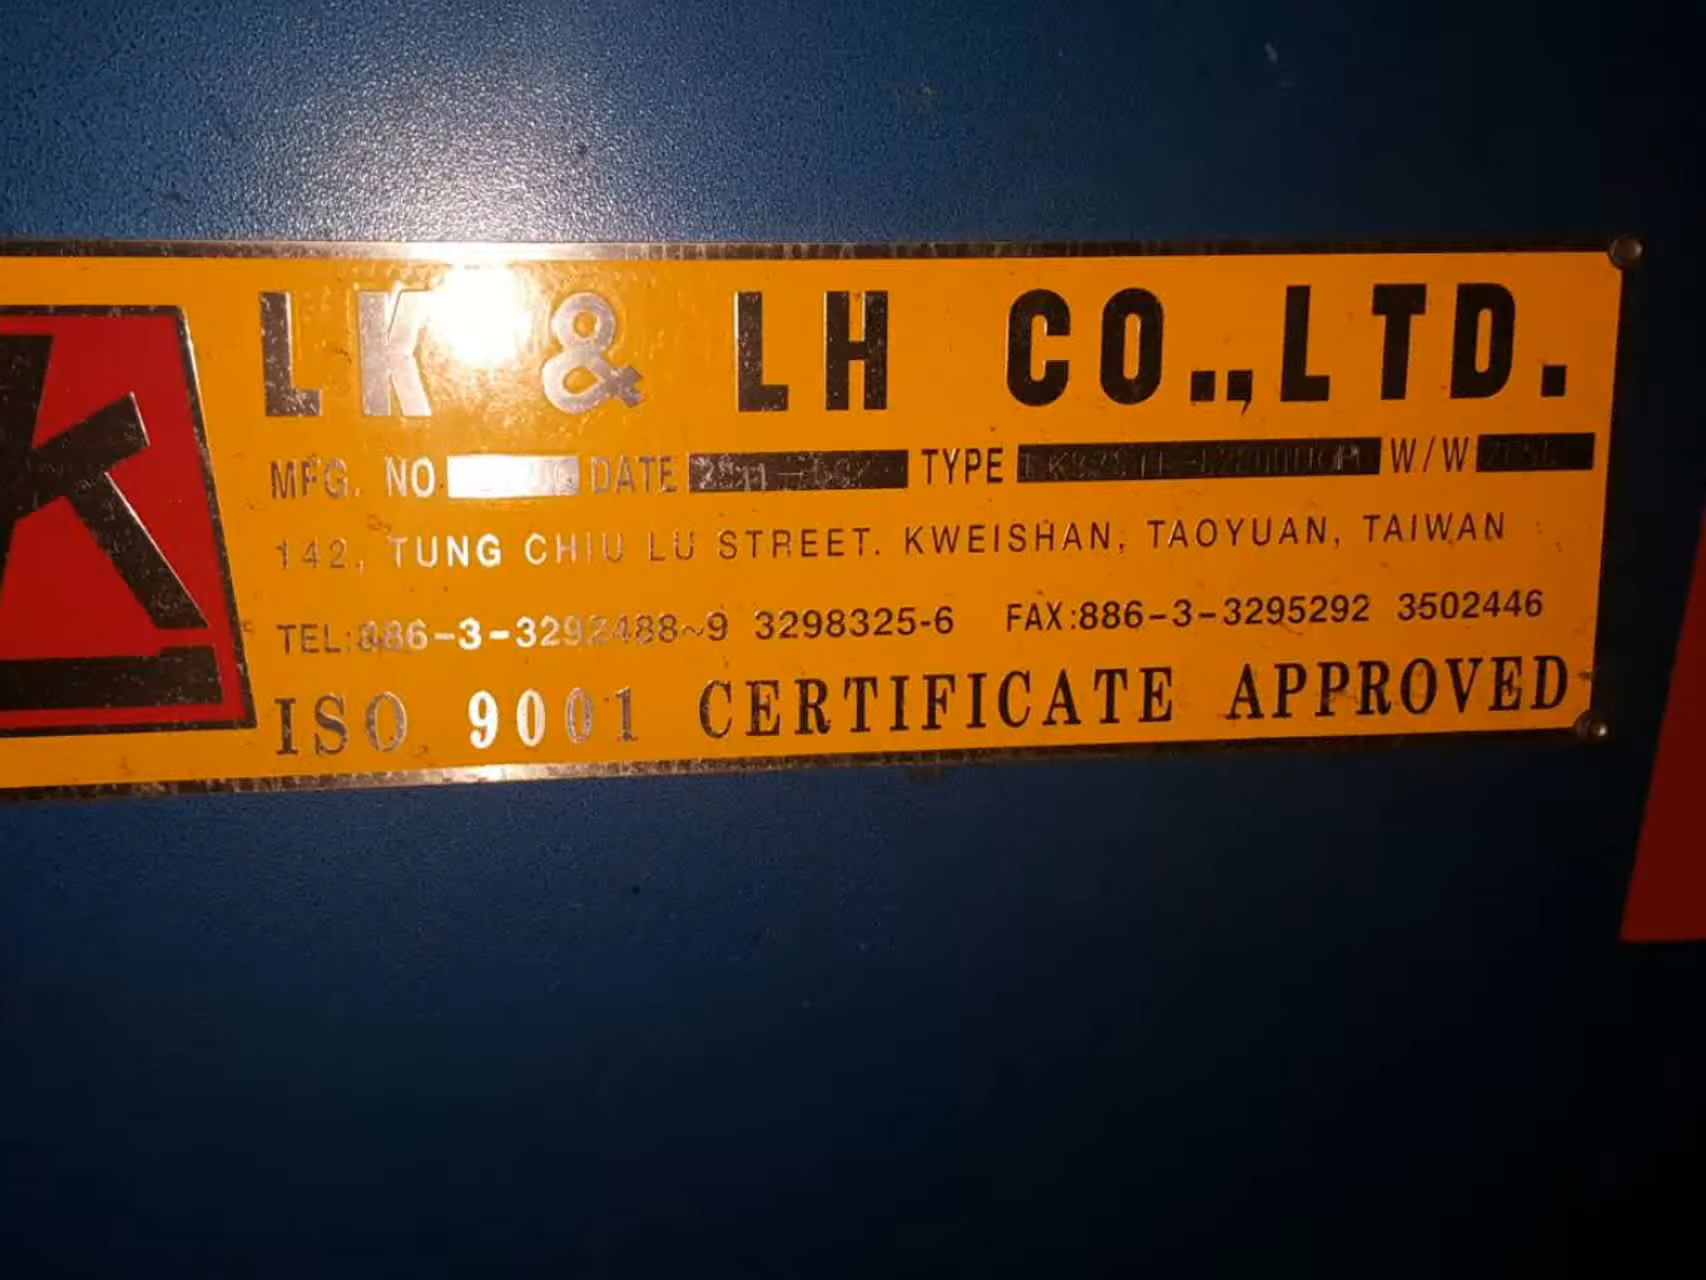 LK & LH CO.,LTD.
MFG. NO DATE TYPE W/W
142, TUNG CHIU LU STREET. KWEISHAN, TAOYUAN, TAIWAN
TEL:886-3-3292488~9 3298325-6 FAX:886-3-3295292 3502446
ISO 9001 CERTIFICATE APPROVED